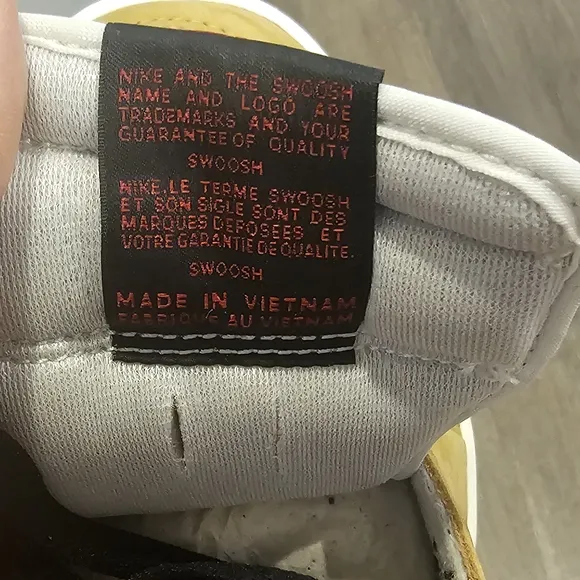 NIKE AND THE SWOOSH
NAME AND LOGO ARE
TRADEMARKS AND YOUR
GUARANTEE OF QUALITY
SWOOSH
NIKE.LE TERME SWOOSH
ET SON SIGLE SONT DES
MARQUES DEPOSEES ET
VOTRE GARANTIE DE QUALITE.
SWOOSH
MADE IN VIETNAM
FABRIQUE AU VIETNAM